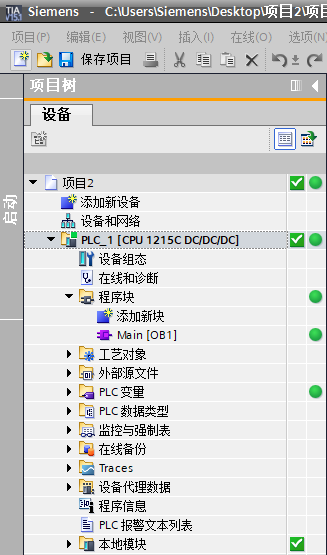 TIA
V15.1
Siemens - C:\Users\Siemens\Desktop\项目2\项
项目(P) 编辑(E) 视图(V) 插入(I) 在线(O) 选项(N
保存项目
项目树
设备
启动
项目2
添加新设备
设备和网络
PLC_1 [CPU 1215C DC/DC/DC]
设备组态
在线和诊断
程序块
添加新块
Main [OB1]
工艺对象
外部源文件
PLC 变量
PLC 数据类型
监控与强制表
在线备份
Traces
设备代理数据
程序信息
PLC 报警文本列表
本地模块